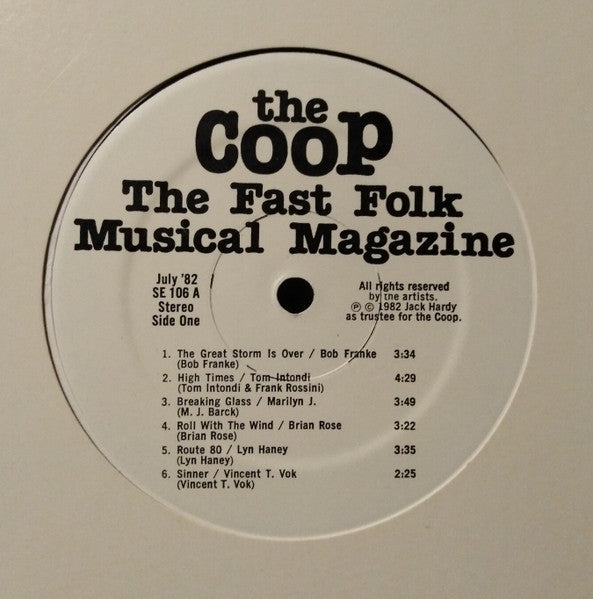 the
COOP
The Fast Folk
Musical Magazine
July '82
SE 106 A
Stereo
Side One
All rights reserved
by the artists.
Ⓟ © 1982 Jack Hardy
as trustee for the Coop.
1. The Great Storm Is Over / Bob Franke 3:34
(Bob Franke)
2. High Times / Tom Intondi 4:29
(Tom Intondi & Frank Rossini)
3. Breaking Glass / Marilyn J. 3:49
(M. J. Barck)
4. Roll With The Wind / Brian Rose 3:22
(Brian Rose)
5. Route 80 / Lyn Haney 3:35
(Lyn Haney)
6. Sinner / Vincent T. Vok 2:25
(Vincent T. Vok)